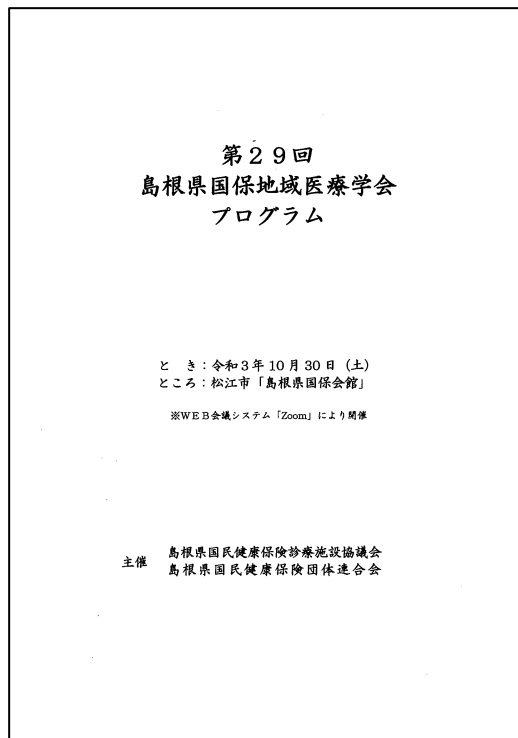 第２９回
島根県国保地域医療学会
プログラム
と　き：令和３年１０月３０日（土）
ところ：松江市「島根県国保会館」
※ＷＥＢ会議システム「Zoom」により開催
主催
島根県国民健康保険診療施設協議会
島根県国民健康保険団体連合会